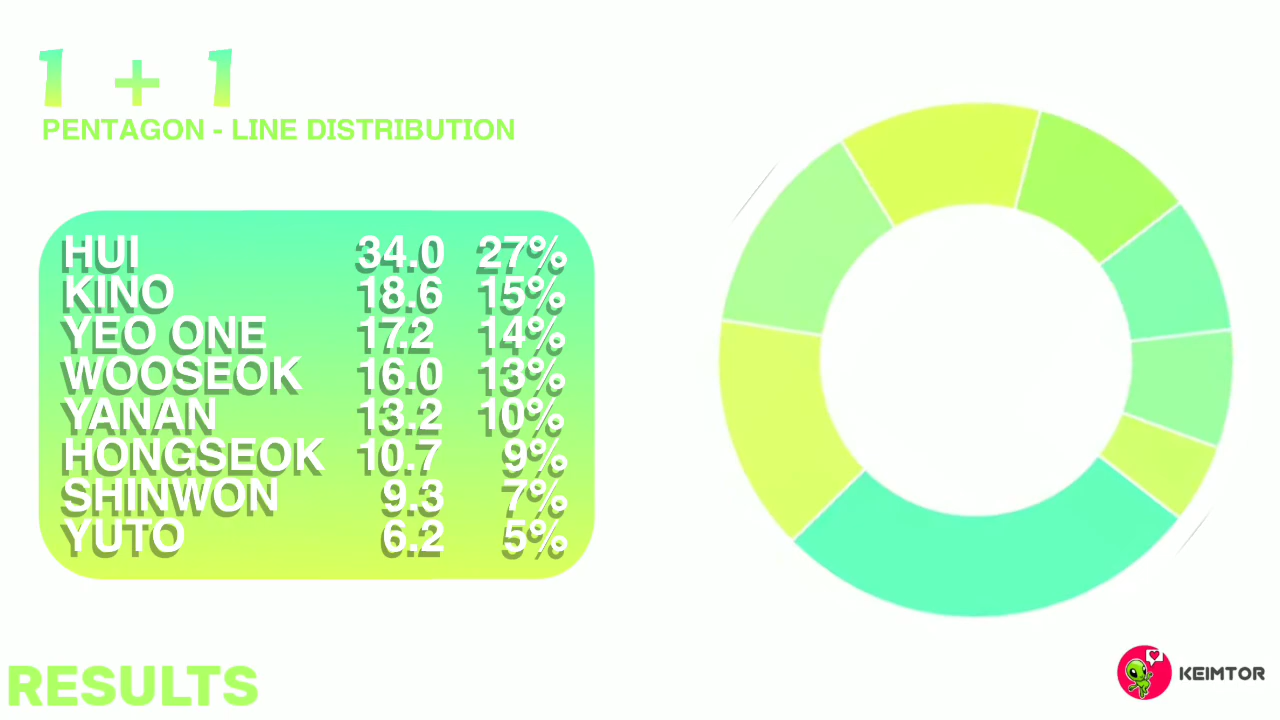 1 + 1
PENTAGON - LINE DISTRIBUTION
HUI 34.0 27%
KINO 18.6 15%
YEO ONE 17.2 14%
WOOSEOK 16.0 13%
YANAN 13.2 10%
HONGSEOK 10.7 9%
SHINWON 9.3 7%
YUTO 6.2 5%
RESULTS
KEIMTOR